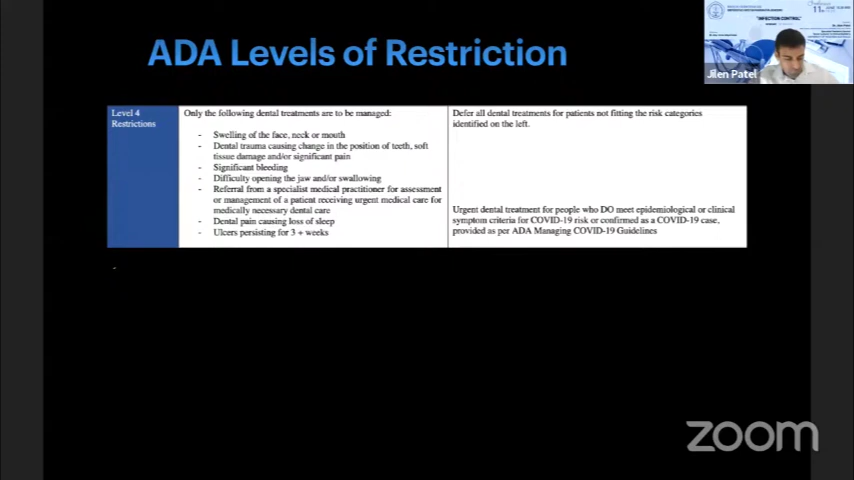 ADA Levels of Restriction
Level 4
Restrictions
Only the following dental treatments are to be managed:
- Swelling of the face, neck or mouth
- Dental trauma causing change in the position of teeth, soft
tissue damage and/or significant pain
- Significant bleeding
- Difficulty opening the jaw and/or swallowing
- Referral from a specialist medical practitioner for assessment
or management of a patient receiving urgent medical care for
medically necessary dental care
- Dental pain causing loss of sleep
- Ulcers persisting for 3 + weeks
Defer all dental treatments for patients not fitting the risk categories
identified on the left.
Urgent dental treatment for people who DO meet epidemiological or clinical
symptom criteria for COVID-19 risk or confirmed as a COVID-19 case,
provided as per ADA Managing COVID-19 Guidelines
-
"INFECTION CONTROL"
11
Jilen Patel
zoom